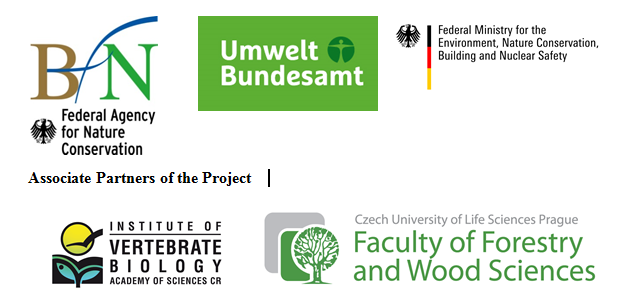 BfN
Federal Agency
for Nature
Conservation
Umwelt
Bundesamt
Federal Ministry for the
Environment, Nature Conservation,
Building and Nuclear Safety
Associate Partners of the Project
INSTITUTE OF
VERTEBRATE
BIOLOGY
ACADEMY OF SCIENCES CR
Czech University of Life Sciences Prague
Faculty of Forestry
and Wood Sciences